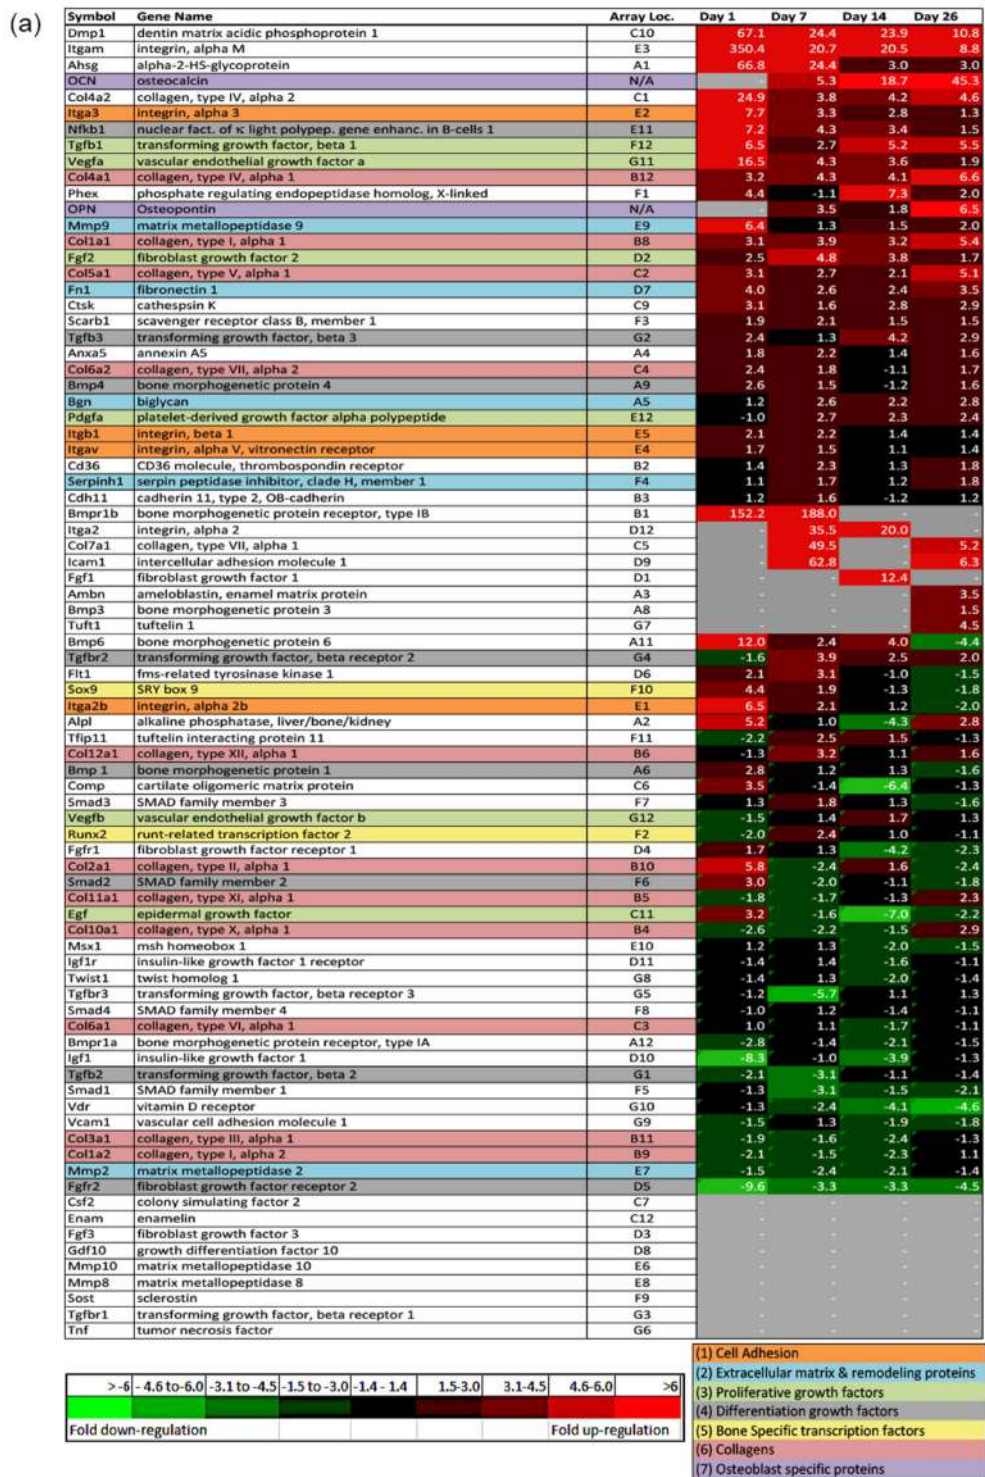 (a)
Symbol Gene Name Array Loc. Day 1 Day 7 Day 14 Day 26
Dmp1 dentin matrix acidic phosphoprotein 1 C10 67.1 24.4 23.9 10.8
Itgam integrin, alpha M E3 350.4 20.7 20.5 8.8
Ahsg alpha-2-HS-glycoprotein A1 66.8 24.4 3.0 3.0
OCN osteocalcin N/A - 5.3 18.7 45.3
Col4a2 collagen, type IV, alpha 2 C1 24.9 3.8 4.2 4.6
Itga3 integrin, alpha 3 E2 7.7 3.3 2.8 1.3
Nfkb1 nuclear fact. of κ light polypep. gene enhanc. in B-cells 1 E11 7.2 4.3 3.4 1.5
Tgfb1 transforming growth factor, beta 1 F12 6.5 2.7 5.2 5.5
Vegfa vascular endothelial growth factor a G11 16.5 4.3 3.6 1.9
Col4a1 collagen, type IV, alpha 1 B12 3.2 4.3 4.1 6.6
Phex phosphate regulating endopeptidase homolog, X-linked F1 4.4 -1.1 7.3 2.0
OPN Osteopontin N/A - 3.5 1.8 6.5
Mmp9 matrix metallopeptidase 9 E9 6.4 1.3 1.5 2.0
Col1a1 collagen, type I, alpha 1 B8 3.1 3.9 3.2 5.4
Fgf2 fibroblast growth factor 2 D2 2.5 4.8 3.8 1.7
Col5a1 collagen, type V, alpha 1 C2 3.1 2.7 2.1 5.1
Fn1 fibronectin 1 D7 4.0 2.6 2.4 3.5
Ctsk cathespsin K C9 3.1 1.6 2.8 2.9
Scarb1 scavenger receptor class B, member 1 F3 1.9 2.1 1.5 1.5
Tgfb3 transforming growth factor, beta 3 G2 2.4 1.3 4.2 2.9
Anxa5 annexin A5 A4 1.8 2.2 1.4 1.6
Col6a2 collagen, type VII, alpha 2 C4 2.4 1.8 -1.1 1.7
Bmp4 bone morphogenetic protein 4 A9 2.6 1.5 -1.2 1.6
Bgn biglycan A5 1.2 2.6 2.2 2.8
Pdgfa platelet-derived growth factor alpha polypeptide E12 -1.0 2.7 2.3 2.4
Itgb1 integrin, beta 1 E5 2.1 2.2 1.4 1.4
Itgav integrin, alpha V, vitronectin receptor E4 1.7 1.5 1.1 1.4
Cd36 CD36 molecule, thrombospondin receptor B2 1.4 2.3 1.3 1.8
Serpinh1 serpin peptidase inhibitor, clade H, member 1 F4 1.1 1.7 1.2 1.8
Cdh11 cadherin 11, type 2, OB-cadherin B3 1.2 1.6 -1.2 1.2
Bmpr1b bone morphogenetic protein receptor, type IB B1 152.2 188.0 - -
Itga2 integrin, alpha 2 D12 - 35.5 20.0 -
Col7a1 collagen, type VII, alpha 1 C5 - 49.5 - 5.2
Icam1 intercellular adhesion molecule 1 D9 - 62.8 - 6.3
Fgf1 fibroblast growth factor 1 D1 - - 12.4 -
Ambn ameloblastin, enamel matrix protein A3 - - - 3.5
Bmp3 bone morphogenetic protein 3 A8 - - - 1.5
Tuft1 tuftelin 1 G7 - - - 4.5
Bmp6 bone morphogenetic protein 6 A11 12.0 2.4 4.0 -4.4
Tgfbr2 transforming growth factor, beta receptor 2 G4 -1.6 3.9 2.5 2.0
Flt1 fms-related tyrosinase kinase 1 D6 2.1 3.1 -1.0 -1.5
Sox9 SRY box 9 F10 4.4 1.9 -1.3 -1.8
Itga2b integrin, alpha 2b E1 6.5 2.1 1.2 -2.0
Alpl alkaline phosphatase, liver/bone/kidney A2 5.2 1.0 -4.3 2.8
Tfip11 tuftelin interacting protein 11 F11 -2.2 2.5 1.5 -1.3
Col12a1 collagen, type XII, alpha 1 B6 -1.3 3.2 1.1 1.6
Bmp 1 bone morphogenetic protein 1 A6 2.8 1.2 1.3 -1.6
Comp cartilate oligomeric matrix protein C6 3.5 -1.4 -6.4 -1.3
Smad3 SMAD family member 3 F7 1.3 1.8 1.3 -1.6
Vegfb vascular endothelial growth factor b G12 -1.5 1.4 1.7 1.3
Runx2 runt-related transcription factor 2 F2 -2.0 2.4 1.0 -1.1
Fgfr1 fibroblast growth factor receptor 1 D4 1.7 1.3 -4.2 -2.3
Col2a1 collagen, type II, alpha 1 B10 5.8 -2.4 1.6 -2.4
Smad2 SMAD family member 2 F6 3.0 -2.0 -1.1 -1.8
Col11a1 collagen, type XI, alpha 1 B5 -1.8 -1.7 -1.3 2.3
Egf epidermal growth factor C11 3.2 -1.6 -7.0 -2.2
Col10a1 collagen, type X, alpha 1 B4 -2.6 -2.2 -1.5 2.9
Msx1 msh homeobox 1 E10 1.2 1.3 -2.0 -1.5
Igf1r insulin-like growth factor 1 receptor D11 -1.4 1.4 -1.6 -1.1
Twist1 twist homolog 1 G8 -1.4 1.3 -2.0 -1.4
Tgfbr3 transforming growth factor, beta receptor 3 G5 -1.2 -5.7 1.1 1.3
Smad4 SMAD family member 4 F8 -1.0 1.2 -1.4 -1.1
Col6a1 collagen, type VI, alpha 1 C3 1.0 1.1 -1.7 -1.1
Bmpr1a bone morphogenetic protein receptor, type IA A12 -2.8 -1.4 -2.1 -1.5
Igf1 insulin-like growth factor 1 D10 -8.3 -1.0 -3.9 -1.3
Tgfb2 transforming growth factor, beta 2 G1 -2.1 -3.1 -1.1 -1.4
Smad1 SMAD family member 1 F5 -1.3 -3.1 -1.5 -2.1
Vdr vitamin D receptor G10 -1.3 -2.4 -4.1 -4.6
Vcam1 vascular cell adhesion molecule 1 G9 -1.5 1.3 -1.9 -1.8
Col3a1 collagen, type III, alpha 1 B11 -1.9 -1.6 -2.4 -1.3
Col1a2 collagen, type I, alpha 2 B9 -2.1 -1.5 -2.3 1.1
Mmp2 matrix metallopeptidase 2 E7 -1.5 -2.4 -2.1 -1.4
Fgfr2 fibroblast growth factor receptor 2 D5 -9.6 -3.3 -3.3 -4.5
Csf2 colony simulating factor 2 C7 - - - -
Enam enamelin C12 - - - -
Fgf3 fibroblast growth factor 3 D3 - - - -
Gdf10 growth differentiation factor 10 D8 - - - -
Mmp10 matrix metallopeptidase 10 E6 - - - -
Mmp8 matrix metallopeptidase 8 E8 - - - -
Sost sclerostin F9 - - - -
Tgfbr1 transforming growth factor, beta receptor 1 G3 - - - -
Tnf tumor necrosis factor G6 - - - -
>-6 - 4.6 to-6.0 -3.1 to -4.5 -1.5 to -3.0 -1.4 - 1.4 1.5-3.0 3.1-4.5 4.6-6.0 >6
Fold down-regulation Fold up-regulation
(1) Cell Adhesion
(2) Extracellular matrix & remodeling proteins
(3) Proliferative growth factors
(4) Differentiation growth factors
(5) Bone Specific transcription factors
(6) Collagens
(7) Osteoblast specific proteins